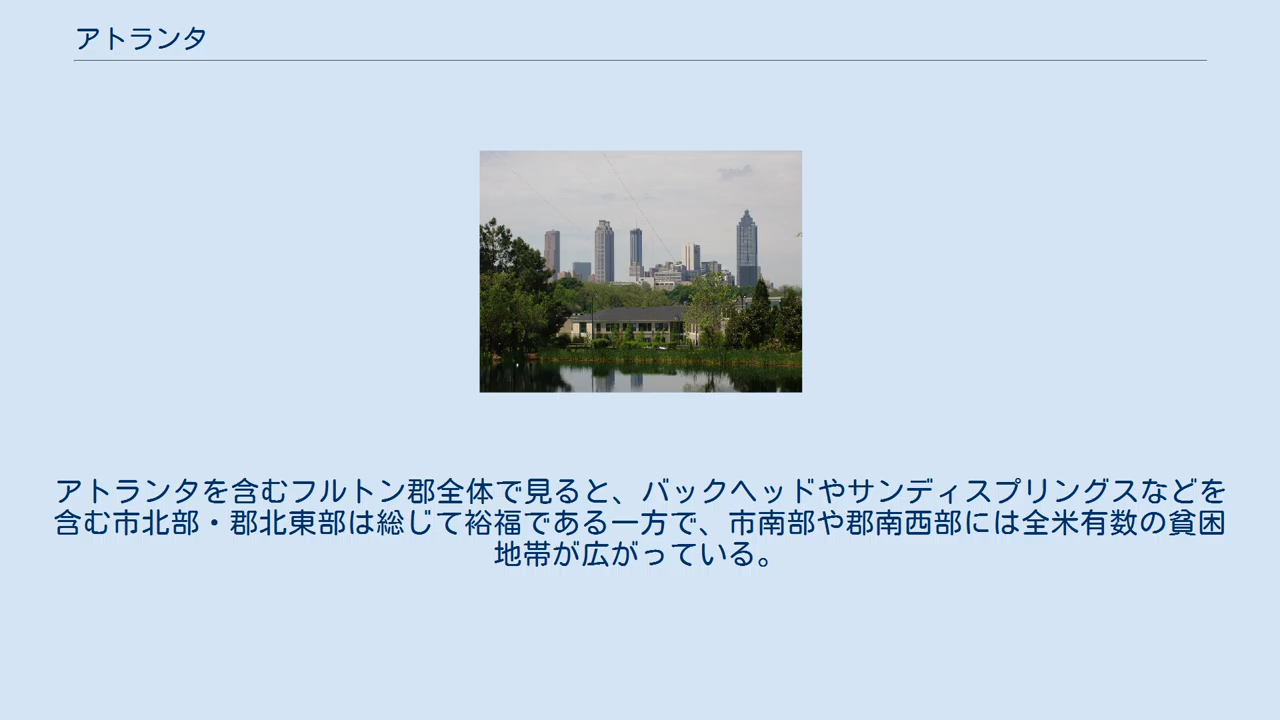 アトランタ
アトランタを含むフルトン郡全体で見ると、バックヘッドやサンディスプリングスなどを
含む市北部・郡北東部は総じて裕福である一方で、市南部や郡南西部には全米有数の貧困
地帯が広がっている。